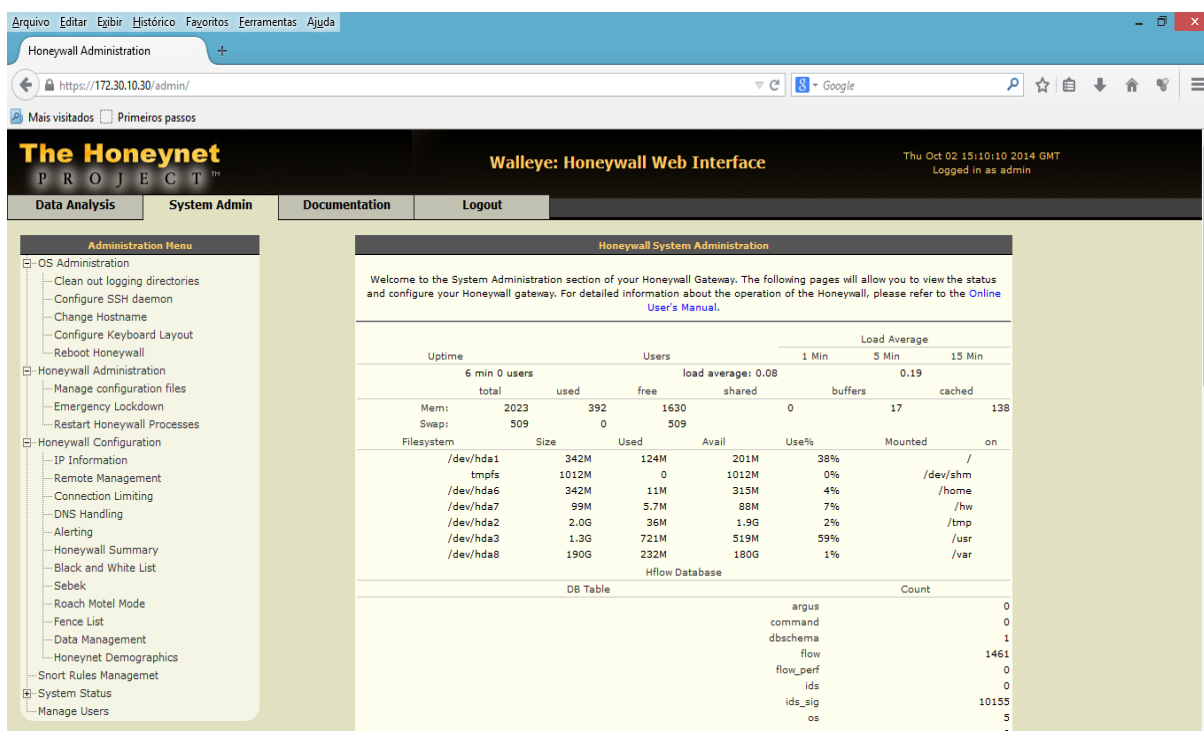 Arquivo Editar Exibir Histórico Favoritos Ferramentas Ajuda
Honeywall Administration
https://172.30.10.30/admin/
Google
Mais visitados Primeiros passos
The Honeynet
PROJECT™
Walleye: Honeywall Web Interface
Thu Oct 02 15:10:10 2014 GMT
Logged in as admin
Data Analysis System Admin Documentation Logout
Administration Menu
OS Administration
Clean out logging directories
Configure SSH daemon
Change Hostname
Configure Keyboard Layout
Reboot Honeywall
Honeywall Administration
Manage configuration files
Emergency Lockdown
Restart Honeywall Processes
Honeywall Configuration
IP Information
Remote Management
Connection Limiting
DNS Handling
Alerting
Honeywall Summary
Black and White List
Sebek
Roach Motel Mode
Fence List
Data Management
Honeynet Demographics
Snort Rules Managemet
System Status
Manage Users
Honeywall System Administration
Welcome to the System Administration section of your Honeywall Gateway. The following pages will allow you to view the status
and configure your Honeywall gateway. For detailed information about the operation of the Honeywall, please refer to the Online
User's Manual.
Load Average
Uptime Users 1 Min 5 Min 15 Min
6 min 0 users load average: 0.08 0.19
total used free shared buffers cached
Mem: 2023 392 1630 0 17 138
Swap: 509 0 509
Filesystem Size Used Avail Use% Mounted on
/dev/hda1 342M 124M 201M 38% /
tmpfs 1012M 0 1012M 0% /dev/shm
/dev/hda6 342M 11M 315M 4% /home
/dev/hda7 99M 5.7M 88M 7% /hw
/dev/hda2 2.0G 36M 1.9G 2% /tmp
/dev/hda3 1.3G 721M 519M 59% /usr
/dev/hda8 190G 232M 180G 1% /var
Hflow Database
DB Table Count
argus 0
command 0
dbschema 1
flow 1461
flow_perf 0
ids 0
ids_sig 10155
os 5